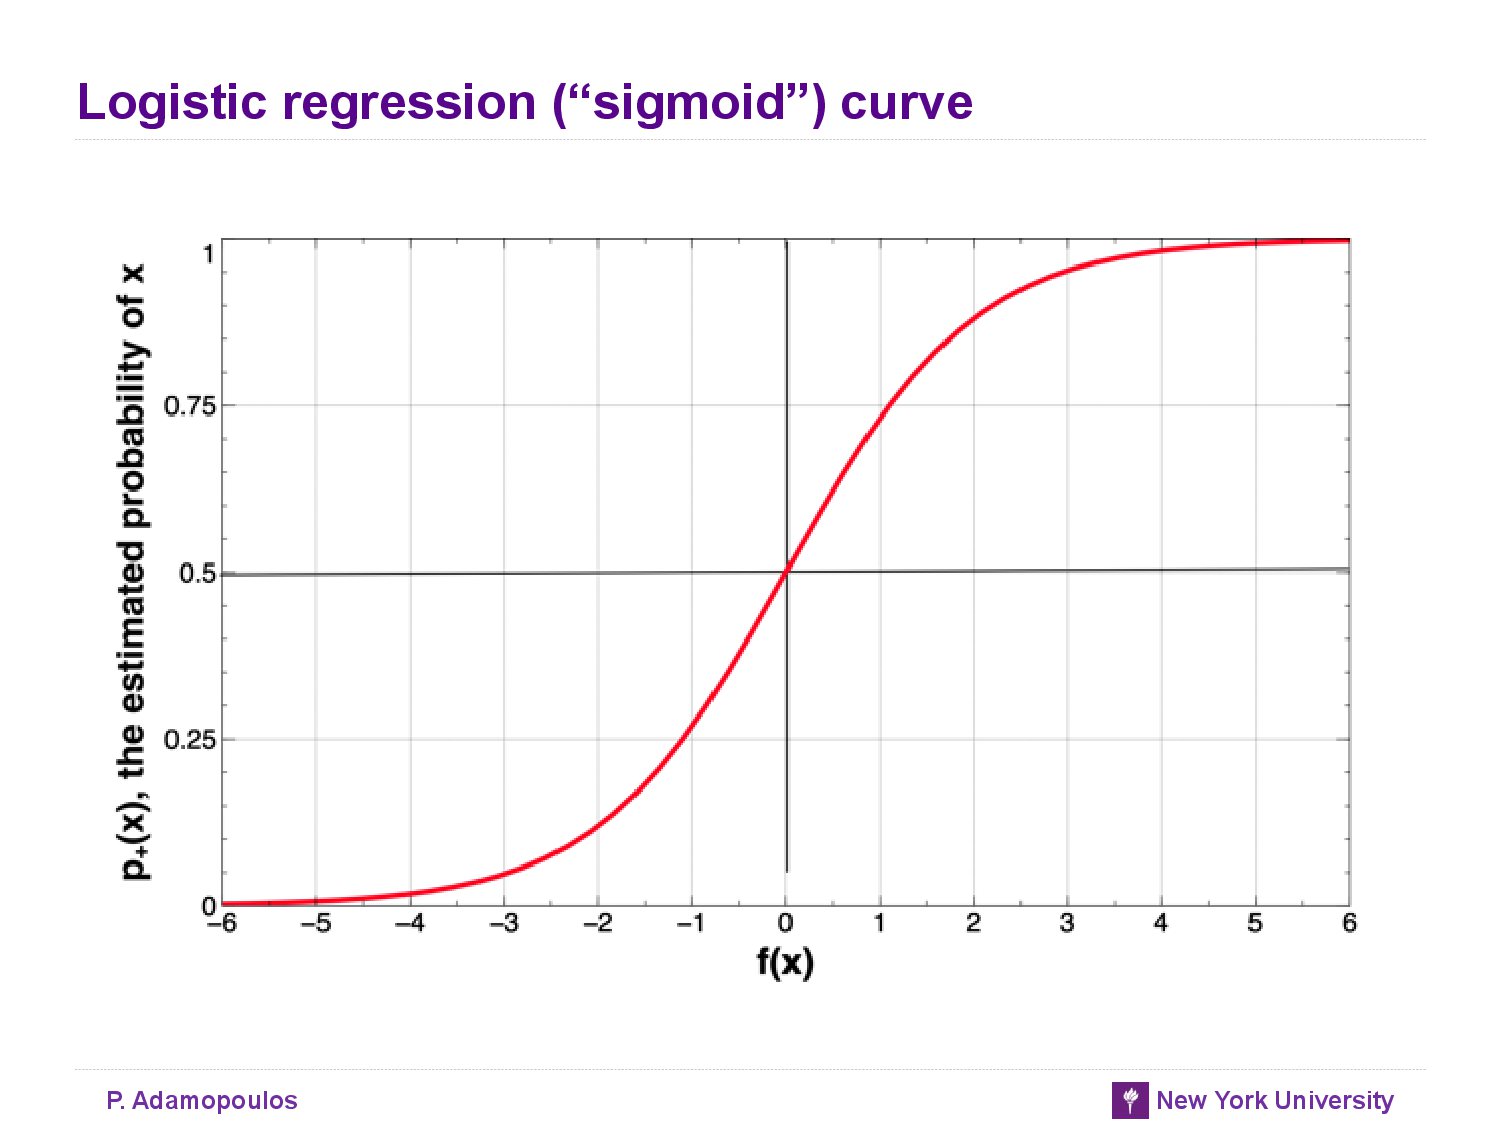 Logistic regression (“sigmoid”) curve
p+(x), the estimated probability of x
1
0.75
0.5
0.25
0
–6 –5 –4 –3 –2 –1 0 1 2 3 4 5 6
f(x)
P. Adamopoulos
New York University